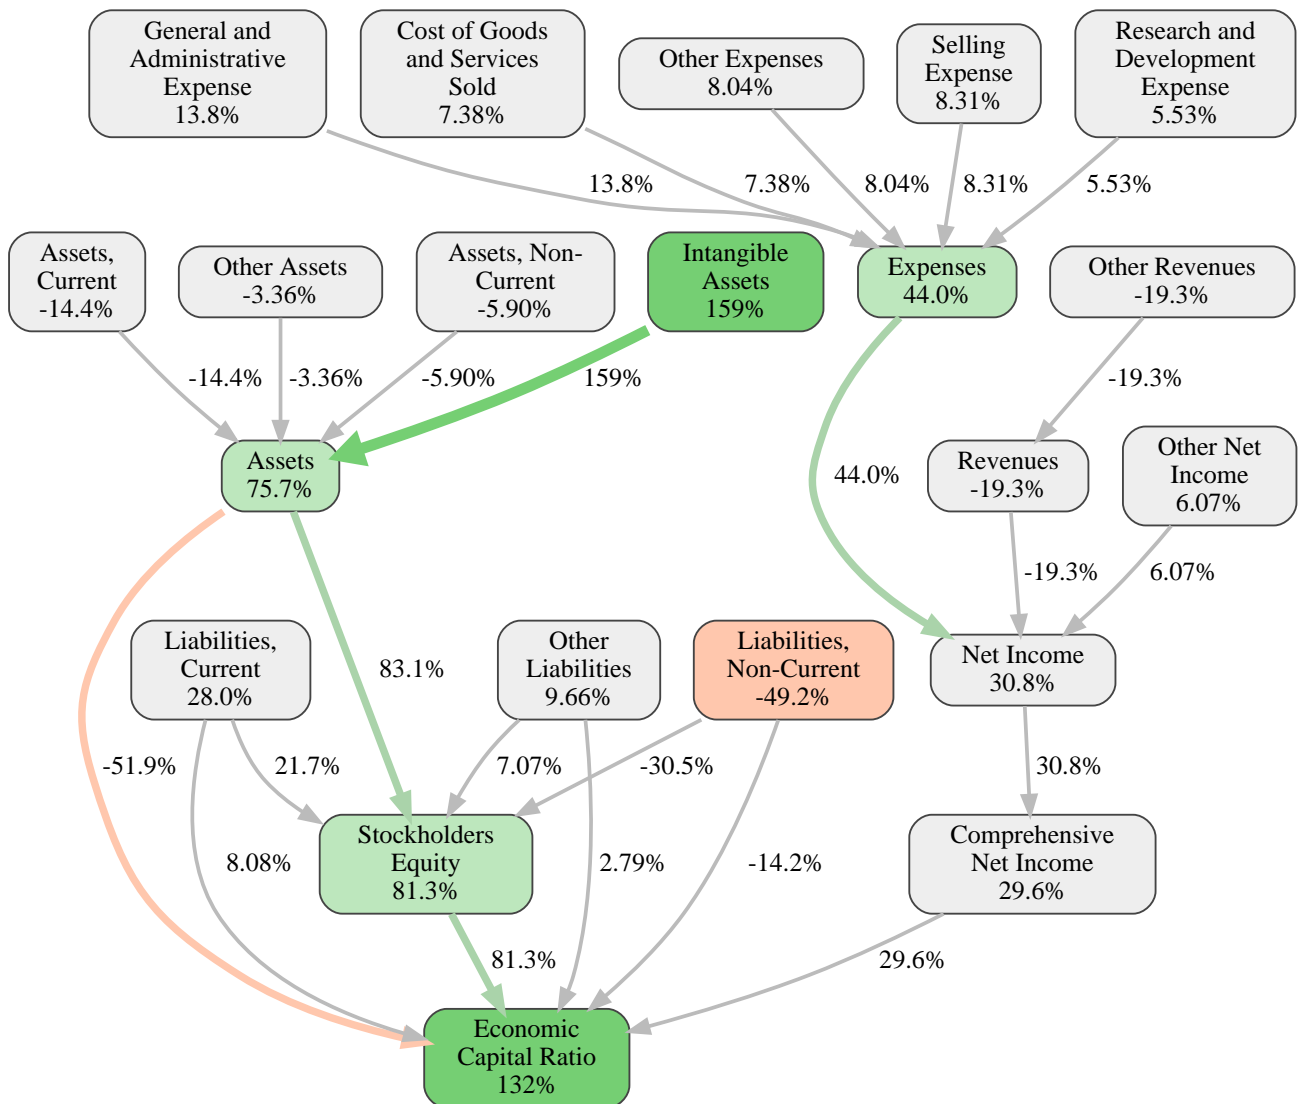 General and
Administrative
Expense
13.8%
Cost of Goods
and Services
Sold
7.38%
Other Expenses
8.04%
Selling
Expense
8.31%
Research and
Development
Expense
5.53%
13.8%
7.38%
8.04%
8.31%
5.53%
Assets,
Current
-14.4%
Other Assets
-3.36%
Assets, Non-
Current
-5.90%
Intangible
Assets
159%
Expenses
44.0%
Other Revenues
-19.3%
-14.4%
-3.36%
-5.90%
159%
-19.3%
Assets
75.7%
44.0%
Revenues
-19.3%
Other Net
Income
6.07%
-19.3%
6.07%
Liabilities,
Current
28.0%
83.1%
Other
Liabilities
9.66%
Liabilities,
Non-Current
-49.2%
Net Income
30.8%
-51.9%
21.7%
7.07%
-30.5%
30.8%
8.08%
Stockholders
Equity
81.3%
2.79%
-14.2%
Comprehensive
Net Income
29.6%
81.3%
29.6%
Economic
Capital Ratio
132%